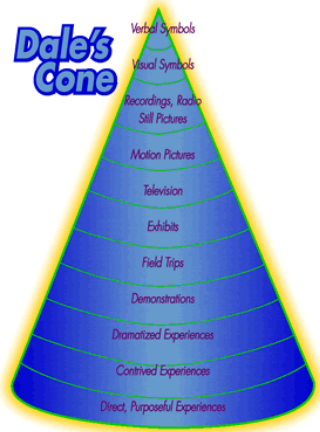 Dale's
Cone
Verbal Symbols
Visual Symbols
Recordings, Radio
Still Pictures
Motion Pictures
Television
Exhibits
Field Trips
Demonstrations
Dramatized Experiences
Contrived Experiences
Direct, Purposeful Experiences